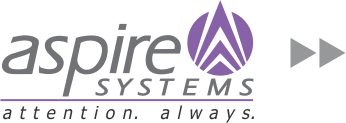 aspire
SYSTEMS
attention. always.